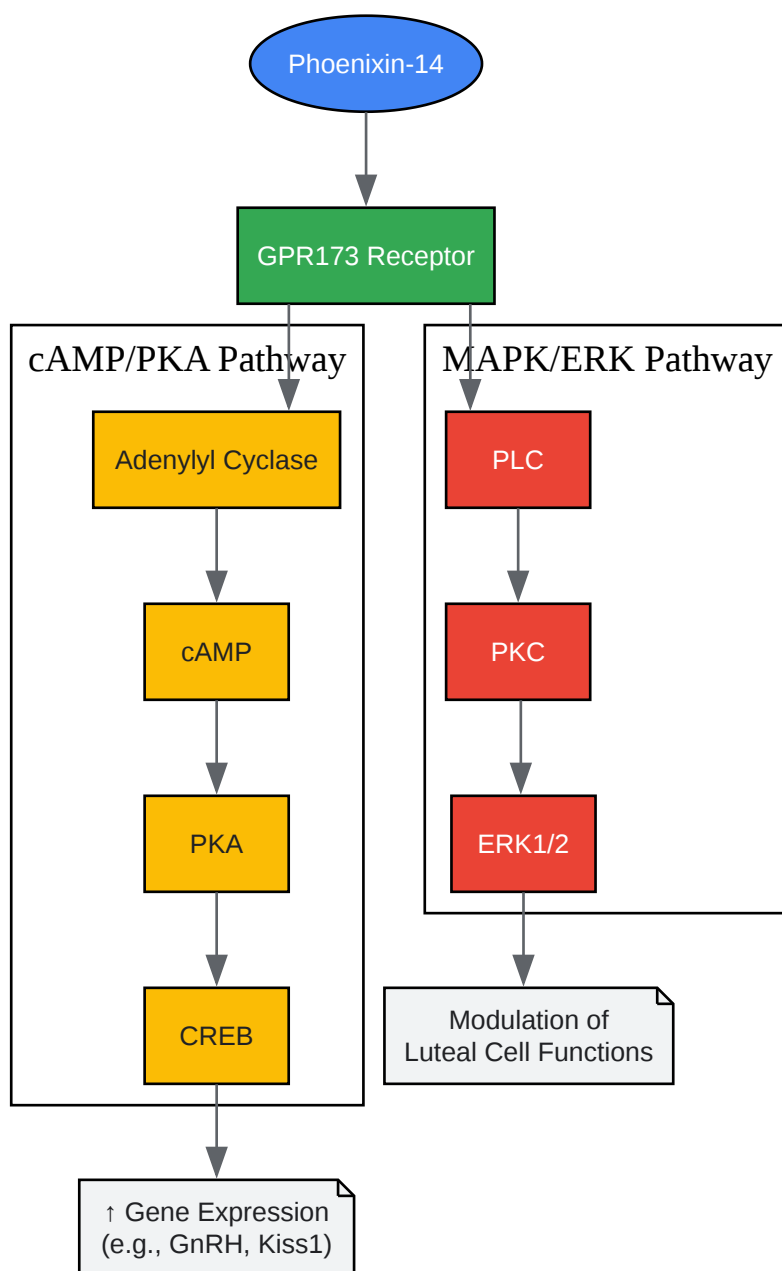 Phoenixin-14
GPR173 Receptor
cAMP/PKA Pathway
Adenylyl Cyclase
cAMP
PKA
CREB
↑ Gene Expression
(e.g., GnRH, Kiss1)
MAPK/ERK Pathway
PLC
PKC
ERK1/2
Modulation of
Luteal Cell Functions